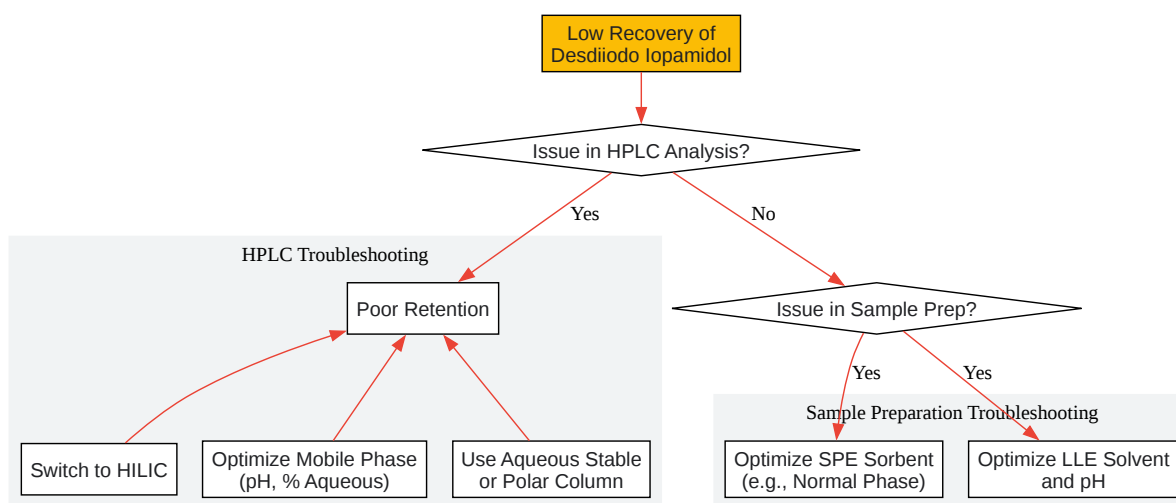 Low Recovery of
Desdiiodo Iopamidol
Issue in HPLC Analysis?
Yes
No
HPLC Troubleshooting
Poor Retention
Issue in Sample Prep?
Yes
Yes
Sample Preparation Troubleshooting
Switch to HILIC
Optimize Mobile Phase
(pH, % Aqueous)
Use Aqueous Stable
or Polar Column
Optimize SPE Sorbent
(e.g., Normal Phase)
Optimize LLE Solvent
and pH